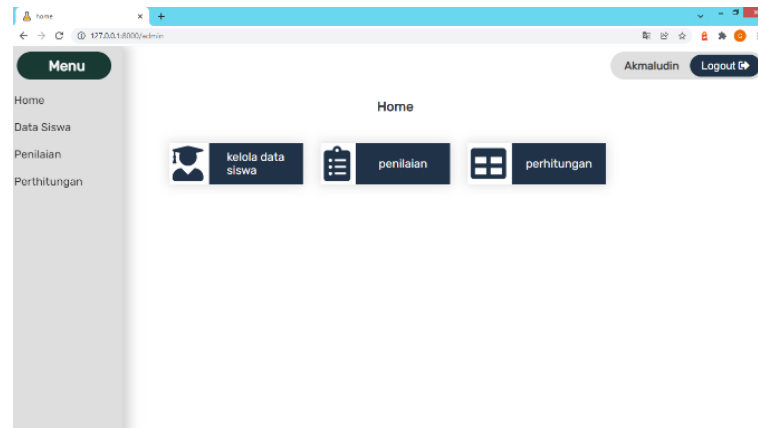 home
127.0.0.1:8000/admin
Menu
Akmaludin
Logout
Home
Data Siswa
Penilaian
Perthitungan
Home
kelola data
siswa
penilaian
perhitungan